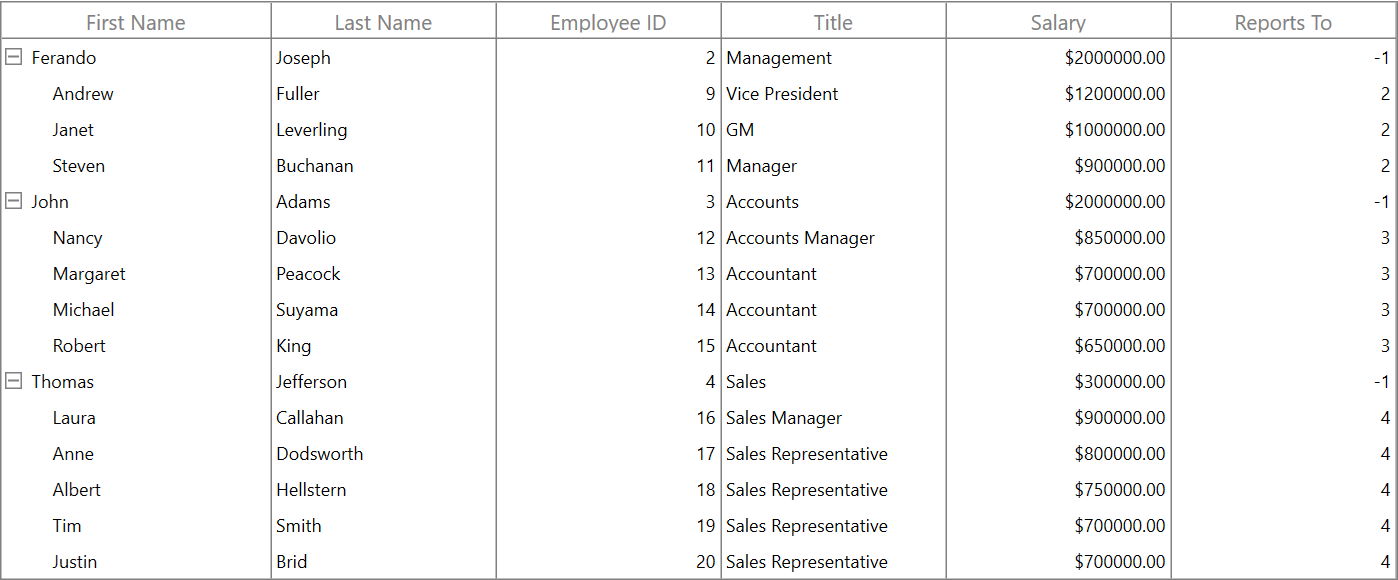 First Name Last Name Employee ID Title Salary Reports To
Ferando Joseph 2 Management $2000000.00 -1
Andrew Fuller 9 Vice President $1200000.00 2
Janet Leverling 10 GM $1000000.00 2
Steven Buchanan 11 Manager $900000.00 2
John Adams 3 Accounts $2000000.00 -1
Nancy Davolio 12 Accounts Manager $850000.00 3
Margaret Peacock 13 Accountant $700000.00 3
Michael Suyama 14 Accountant $700000.00 3
Robert King 15 Accountant $650000.00 3
Thomas Jefferson 4 Sales $300000.00 -1
Laura Callahan 16 Sales Manager $900000.00 4
Anne Dodsworth 17 Sales Representative $800000.00 4
Albert Hellstern 18 Sales Representative $750000.00 4
Tim Smith 19 Sales Representative $700000.00 4
Justin Brid 20 Sales Representative $700000.00 4